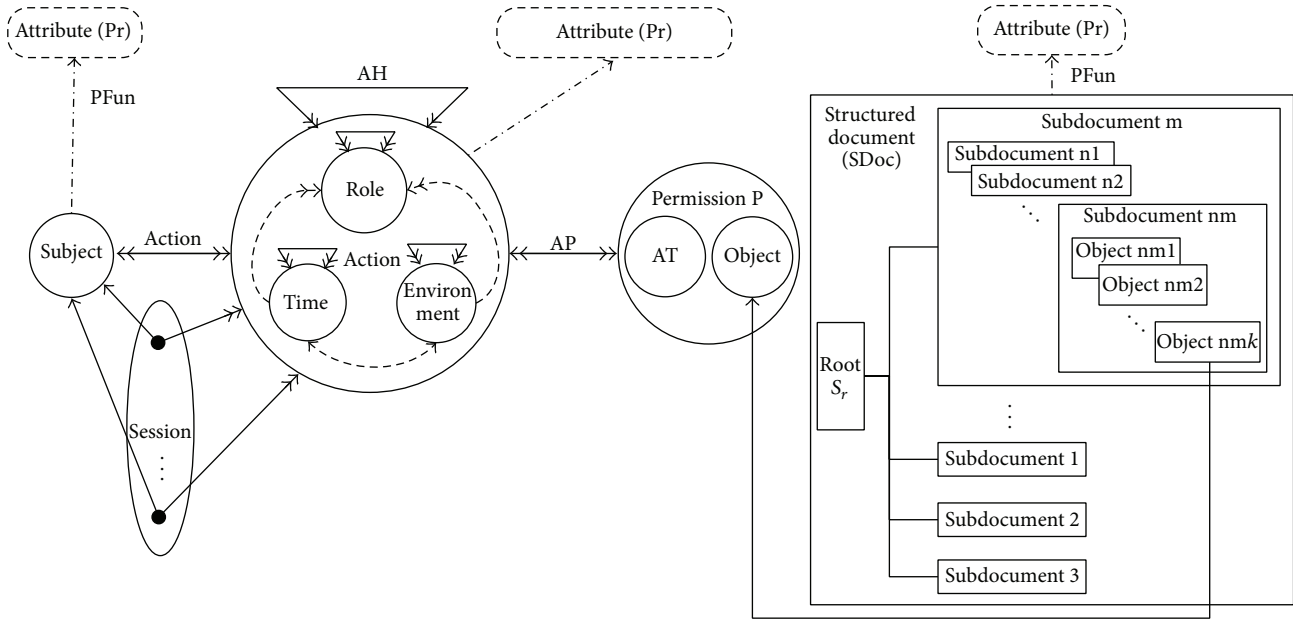 Attribute (Pr)
Attribute (Pr)
Attribute (Pr)
PFun
AH
PFun
Structured
document
(SDoc)
Subdocument m
Subdocument n1
Subdocument n2
Subdocument nm
Object nm1
Object nm2
Object nmk
Role
Permission P
Subject
Action
Action
AP
AT
Object
Time
Environ
ment
Root
Sr
Session
Subdocument 1
Subdocument 2
Subdocument 3